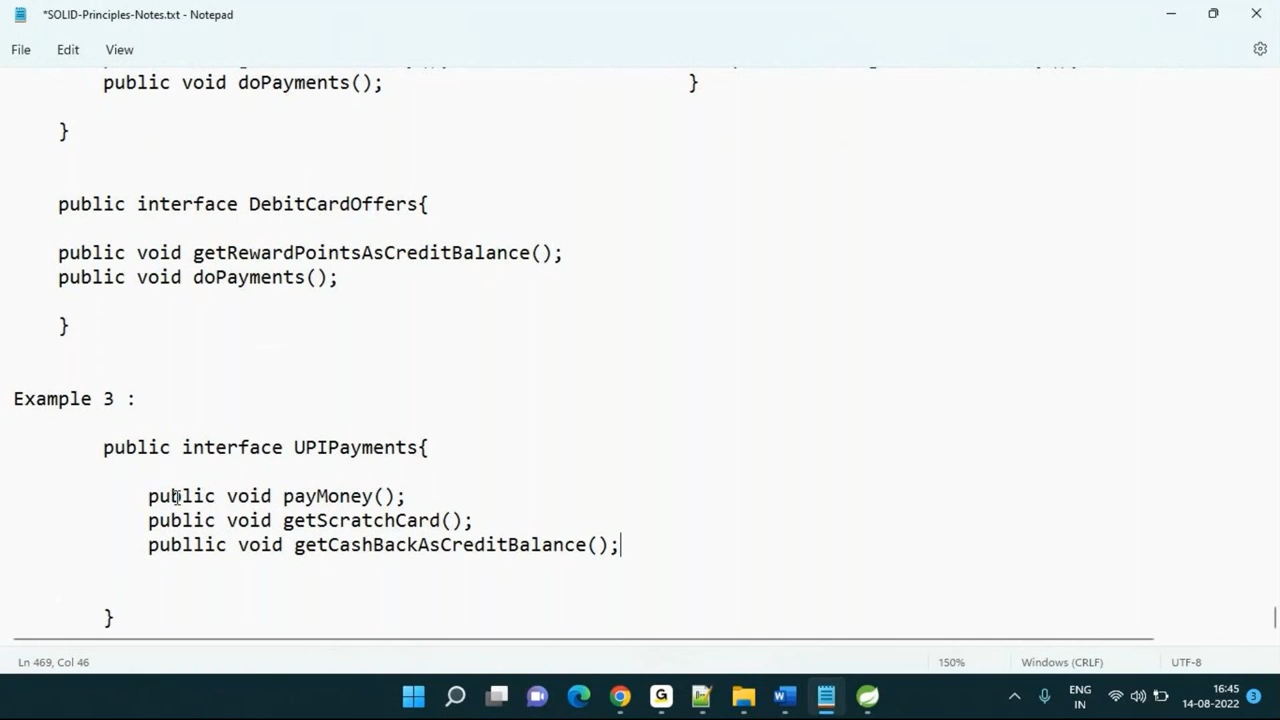 *SOLID-Principles-Notes.txt - Notepad
File Edit View
public void doPayments(); }
}
public interface DebitCardOffers{
public void getRewardPointsAsCreditBalance();
public void doPayments();
}
Example 3 :
public interface UPIPayments{
public void payMoney();
public void getScratchCard();
publlic void getCashBackAsCreditBalance();
}
Ln 469, Col 46 150% Windows (CRLF) UTF-8
ENG
IN
16:45
14-08-2022
3